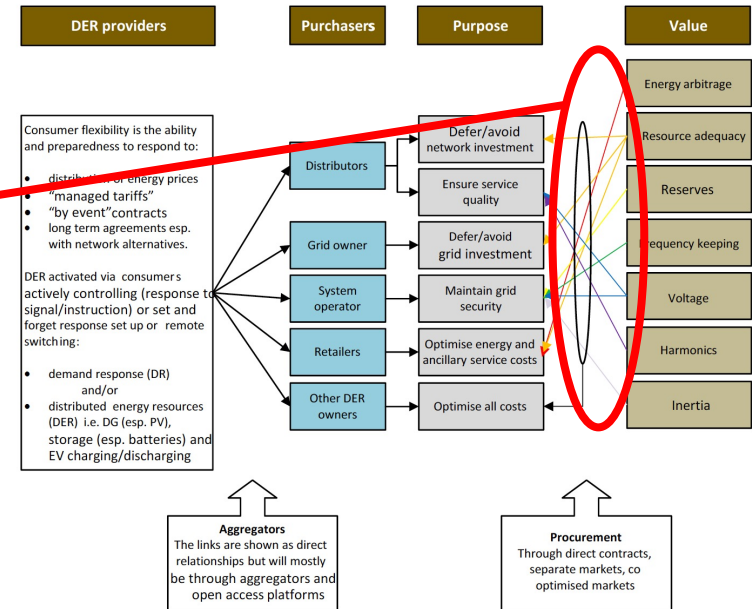 DER providers
Purchasers
Purpose
Value
Consumer flexibility is the ability
and preparedness to respond to:
• distribution or energy prices
• "managed tariffs"
• "by event"contracts
• long term agreements esp.
with network alternatives.
DER activated via consumers
actively controlling (response to
signal/instruction) or set and
forget response set up or remote
switching:
• demand response (DR)
and/or
• distributed energy resources
(DER) i.e. DG (esp. PV),
storage (esp. batteries) and
EV charging/discharging
Distributors
Grid owner
System
operator
Retailers
Other DER
owners
Defer/avoid
network investment
Ensure service
quality
Defer/avoid
grid investment
Maintain grid
security
Optimise energy and
ancillary service costs
Optimise all costs
Energy arbitrage
Resource adequacy
Reserves
Frequency keeping
Voltage
Harmonics
Inertia
Aggregators
The links are shown as direct
relationships but will mostly
be through aggregators and
open access platforms
Procurement
Through direct contracts,
separate markets, co
optimised markets